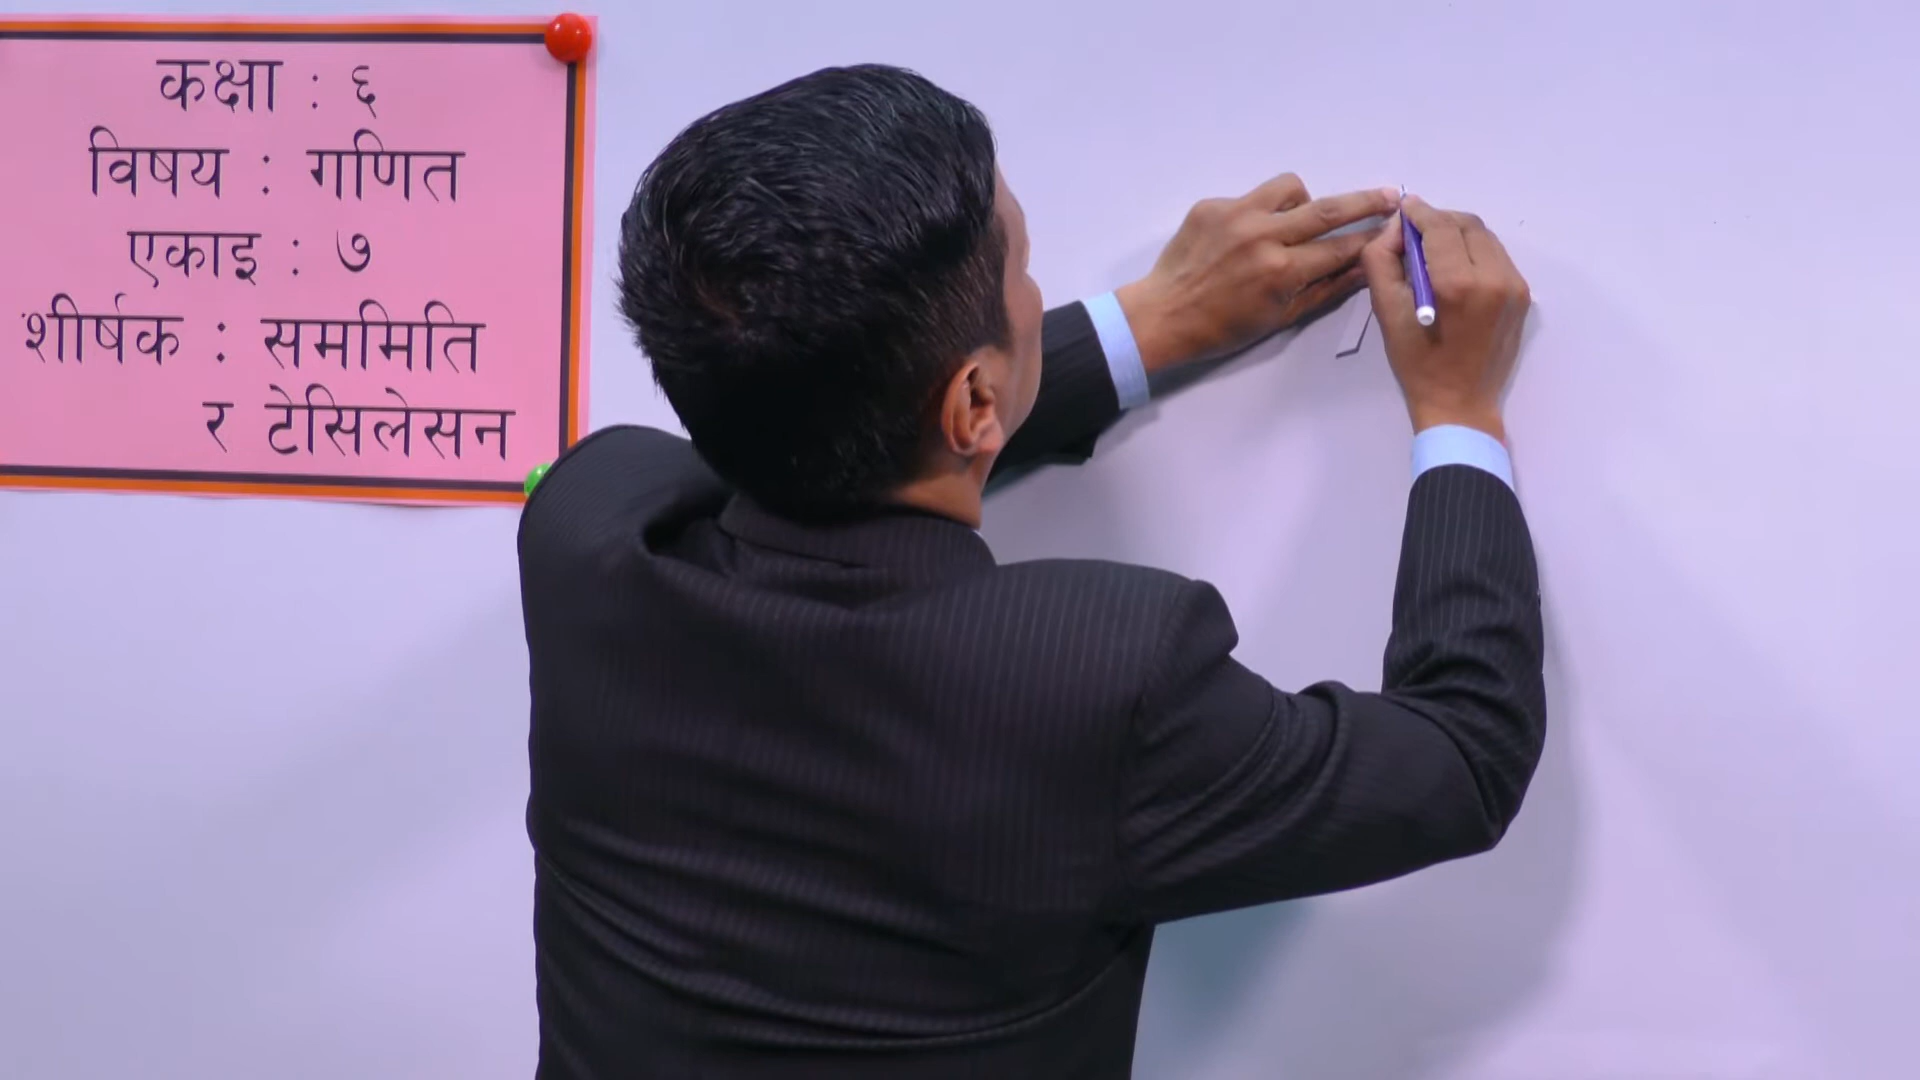 कक्षा : ६
विषय : गणित
एकाइ : ७
शीर्षक : सममिति
र टेसिलेसन